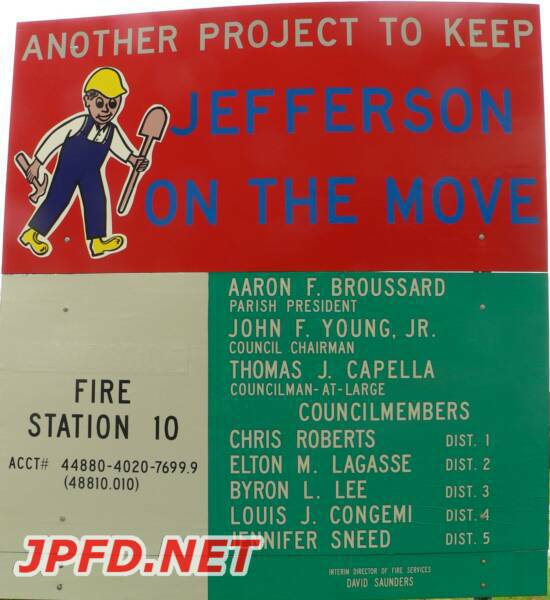 ANOTHER PROJECT TO KEEP
JEFFERSON
ON THE MOVE
AARON F. BROUSSARD
PARISH PRESIDENT
JOHN F. YOUNG, JR.
COUNCIL CHAIRMAN
THOMAS J. CAPELLA
COUNCILMAN-AT-LARGE
COUNCILMEMBERS
CHRIS ROBERTS DIST. 1
ELTON M. LAGASSE DIST. 2
BYRON L. LEE DIST. 3
LOUIS J. CONGEMI DIST. 4
JENNIFER SNEED DIST. 5
INTERIM DIRECTOR OF FIRE SERVICES
DAVID SAUNDERS
FIRE
STATION 10
ACCT# 44880-4020-7699.9
(48810.010)
JPFD.NET